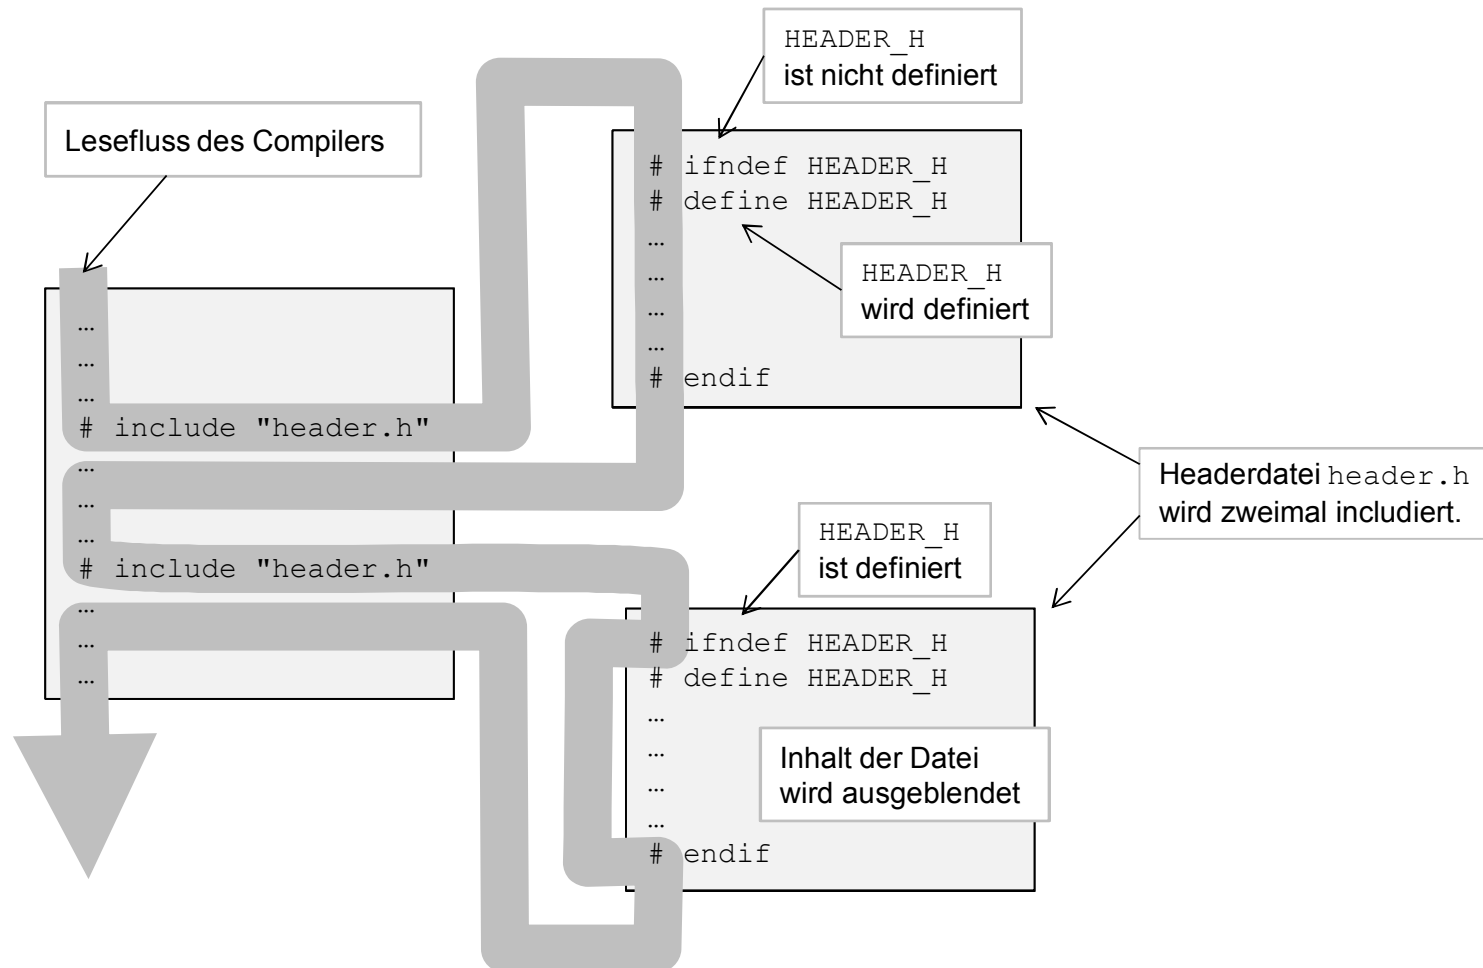 HEADER_H
ist nicht definiert
Lesefluss des Compilers
# ifndef HEADER_H
# define HEADER_H
…
…
…
…
# endif
HEADER_H
wird definiert
…
…
…
# include "header.h"
…
…
…
# include "header.h"
…
…
…
Headerdatei header.h
wird zweimal includiert.
HEADER_H
ist definiert
# ifndef HEADER_H
# define HEADER_H
…
…
…
…
# endif
Inhalt der Datei
wird ausgeblendet